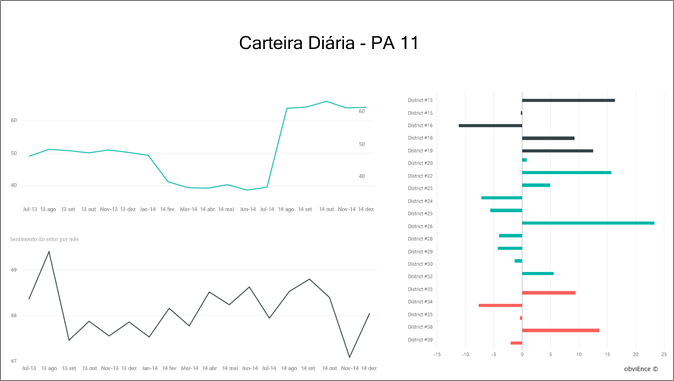 Carteira Diária - PA 11
60
50
40
60
50
40
Jul-13 13 ago 13 set 13 out Nov-13 13 dez Jan-14 14 fev Mar-14 14 abr 14 mai Jun-14 Jul-14 14 ago 14 set 14 out Nov-14 14 dez
Sentimento do setor por mês
69
68
67
Jul-13 13 ago 13 set 13 out Nov-13 13 dez Jan-14 14 fev Mar-14 14 abr 14 mai Jun-14 Jul-14 14 ago 14 set 14 out Nov-14 14 dez
District #13
District #15
District #16
District #18
District #19
District #20
District #22
District #23
District #24
District #25
District #26
District #28
District #29
District #30
District #32
District #33
District #34
District #35
District #38
District #39
-15 -10 -5 0 5 10 15 20 25
obviEnce ©